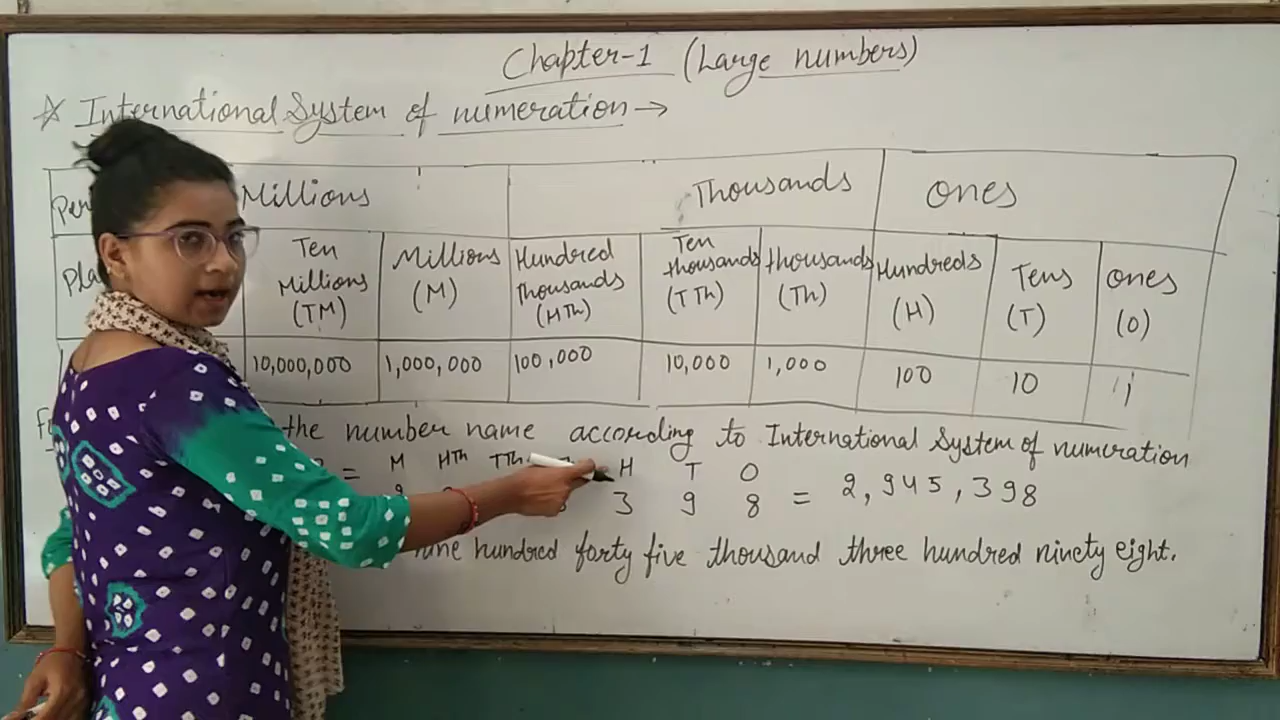 Chapter-1 (Large numbers)
☆ International System of numeration →
Millions Thousands Ones
Ten Millions (TM) Millions (M) Hundred Thousands (HTh) Ten thousands (T Th) thousands (Th) Hundreds (H) Tens (T) Ones (O)
10,000,000 1,000,000 100,000 10,000 1,000 100 10 1
the number name according to International System of numeration
= M HTh TTh H T O
3 9 8 = 2,945,398
nine hundred forty five thousand three hundred ninety eight.